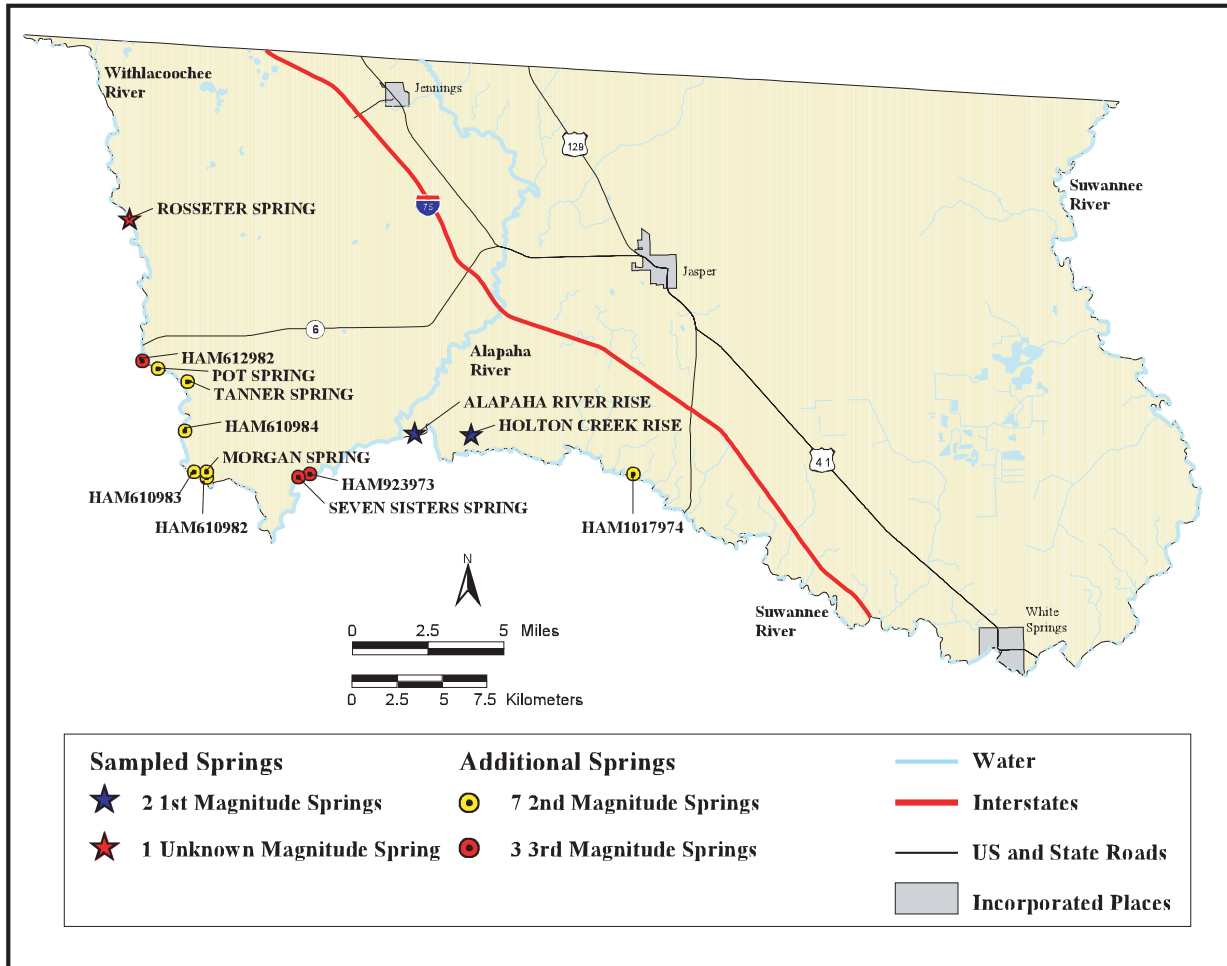 Withlacoochee
River
Jennings
129
Suwannee
River
ROSSETER SPRING
75
Jasper
6
HAM612982
POT SPRING
TANNER SPRING
Alapaha
River
ALAPAHA RIVER RISE
HOLTON CREEK RISE
HAM610984
41
MORGAN SPRING
HAM610983
HAM923973
SEVEN SISTERS SPRING
HAM610982
HAM1017974
N
Suwannee
River
White
Springs
0 2.5 5 Miles
0 2.5 5 7.5 Kilometers
Sampled Springs
2 1st Magnitude Springs
1 Unknown Magnitude Spring
Additional Springs
7 2nd Magnitude Springs
3 3rd Magnitude Springs
Water
Interstates
US and State Roads
Incorporated Places